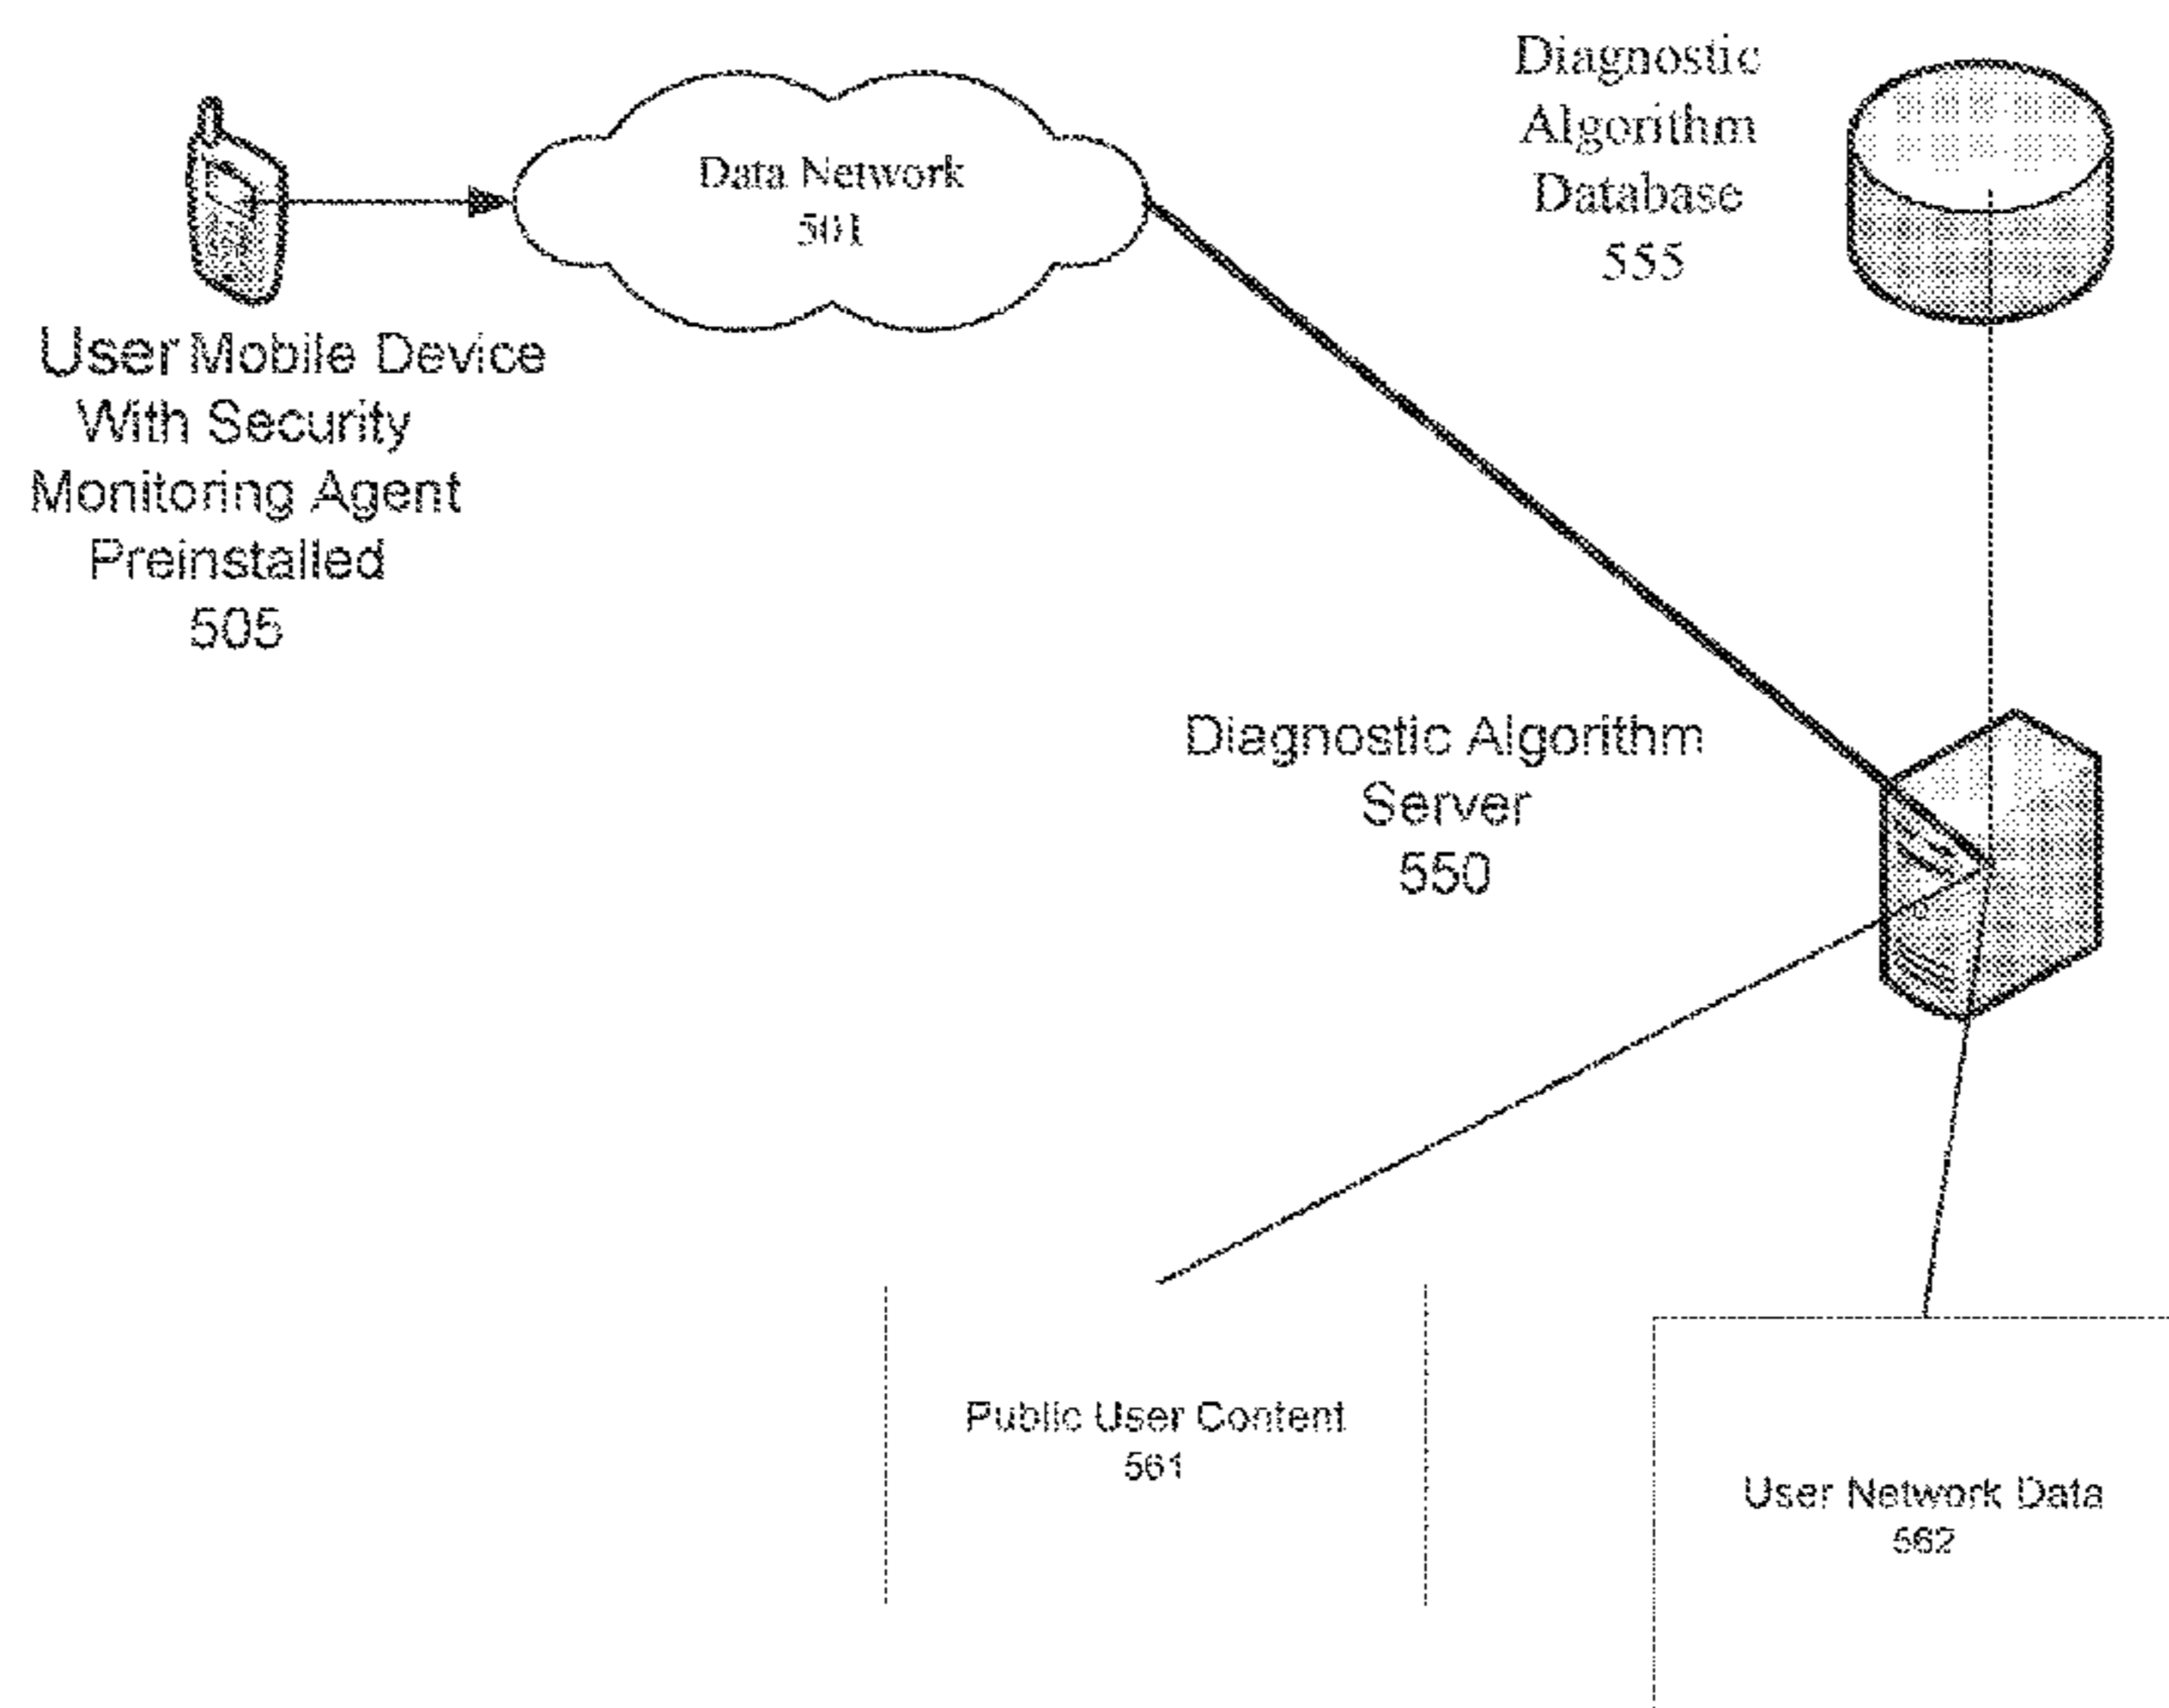 Data Network
501
Diagnostic
Algorithm
Database
555
User Mobile Device
With Security
Monitoring Agent
Preinstalled
505
Diagnostic Algorithm
Server
550
Public User Content
561
User Network Data
562